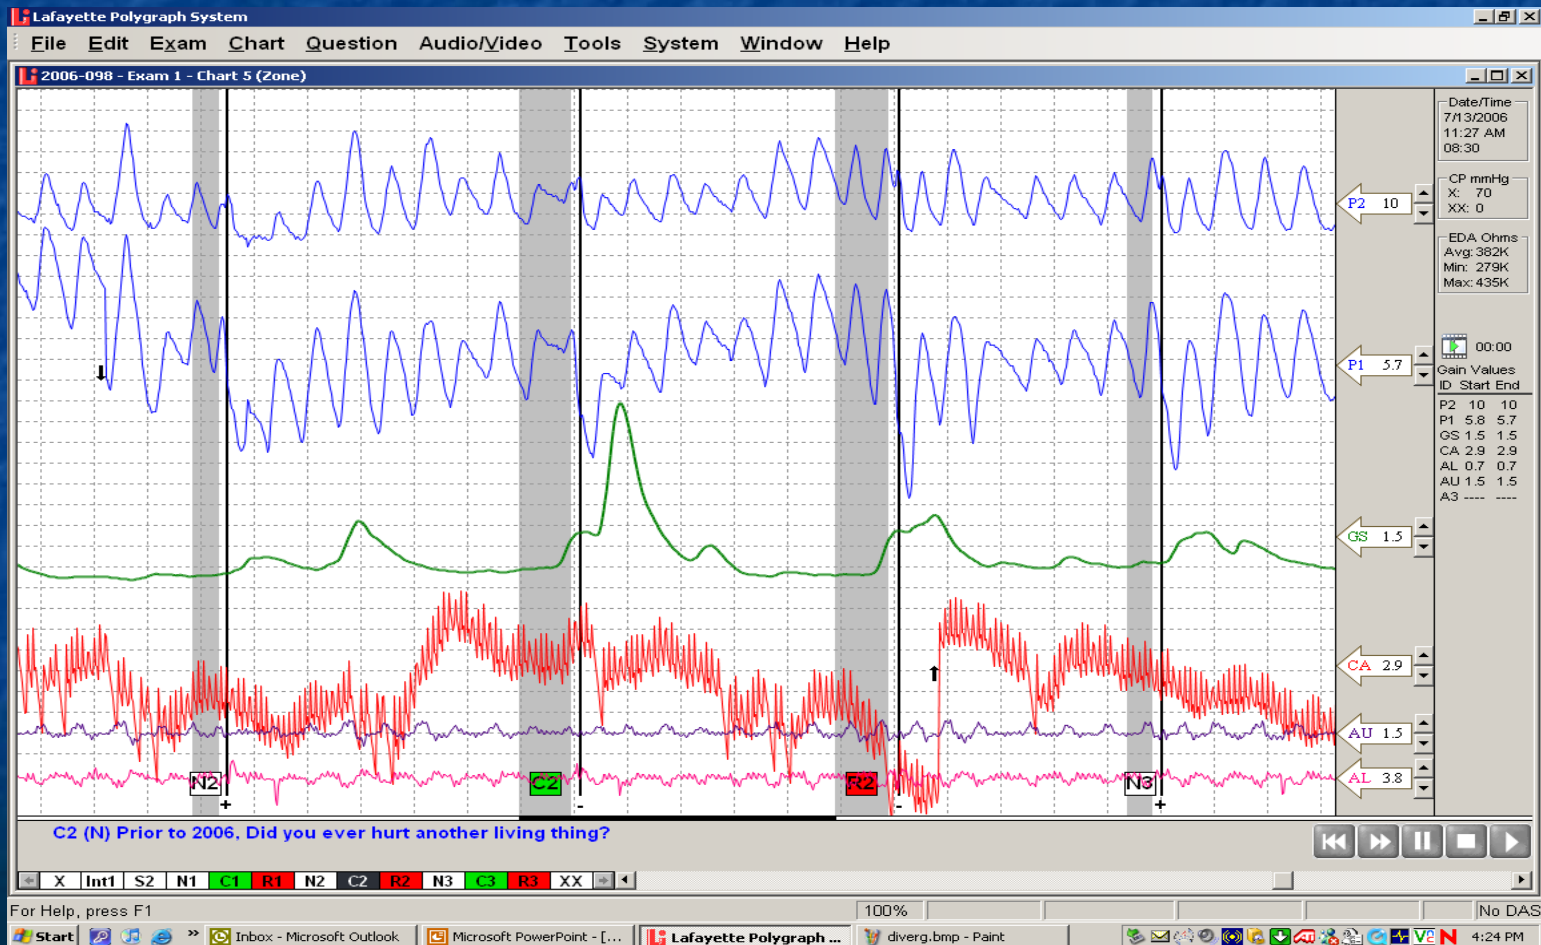 Lafayette Polygraph System
File Edit Exam Chart Question Audio/Video Tools System Window Help
2006-098 - Exam 1 - Chart 5 (Zone)
Date/Time
7/13/2006
11:27 AM
08:30
CP mmHg
X: 70
XX: 0
EDA Ohms
Avg: 382K
Min: 279K
Max: 435K
00:00
Gain Values
ID Start End
P2 10 10
P1 5.8 5.7
GS 1.5 1.5
CA 2.9 2.9
AL 0.7 0.7
AU 1.5 1.5
A3 ---- ----
P2 10
P1 5.7
GS 1.5
CA 2.9
AU 1.5
AL 3.8
N2 C2 R2 N3
+ - - +
C2 (N) Prior to 2006, Did you ever hurt another living thing?
X Int1 S2 N1 C1 R1 N2 C2 R2 N3 C3 R3 XX
For Help, press F1
100%
No DAS
Start
Inbox - Microsoft Outlook
Microsoft PowerPoint - [...
Lafayette Polygraph ...
diverg.bmp - Paint
4:24 PM